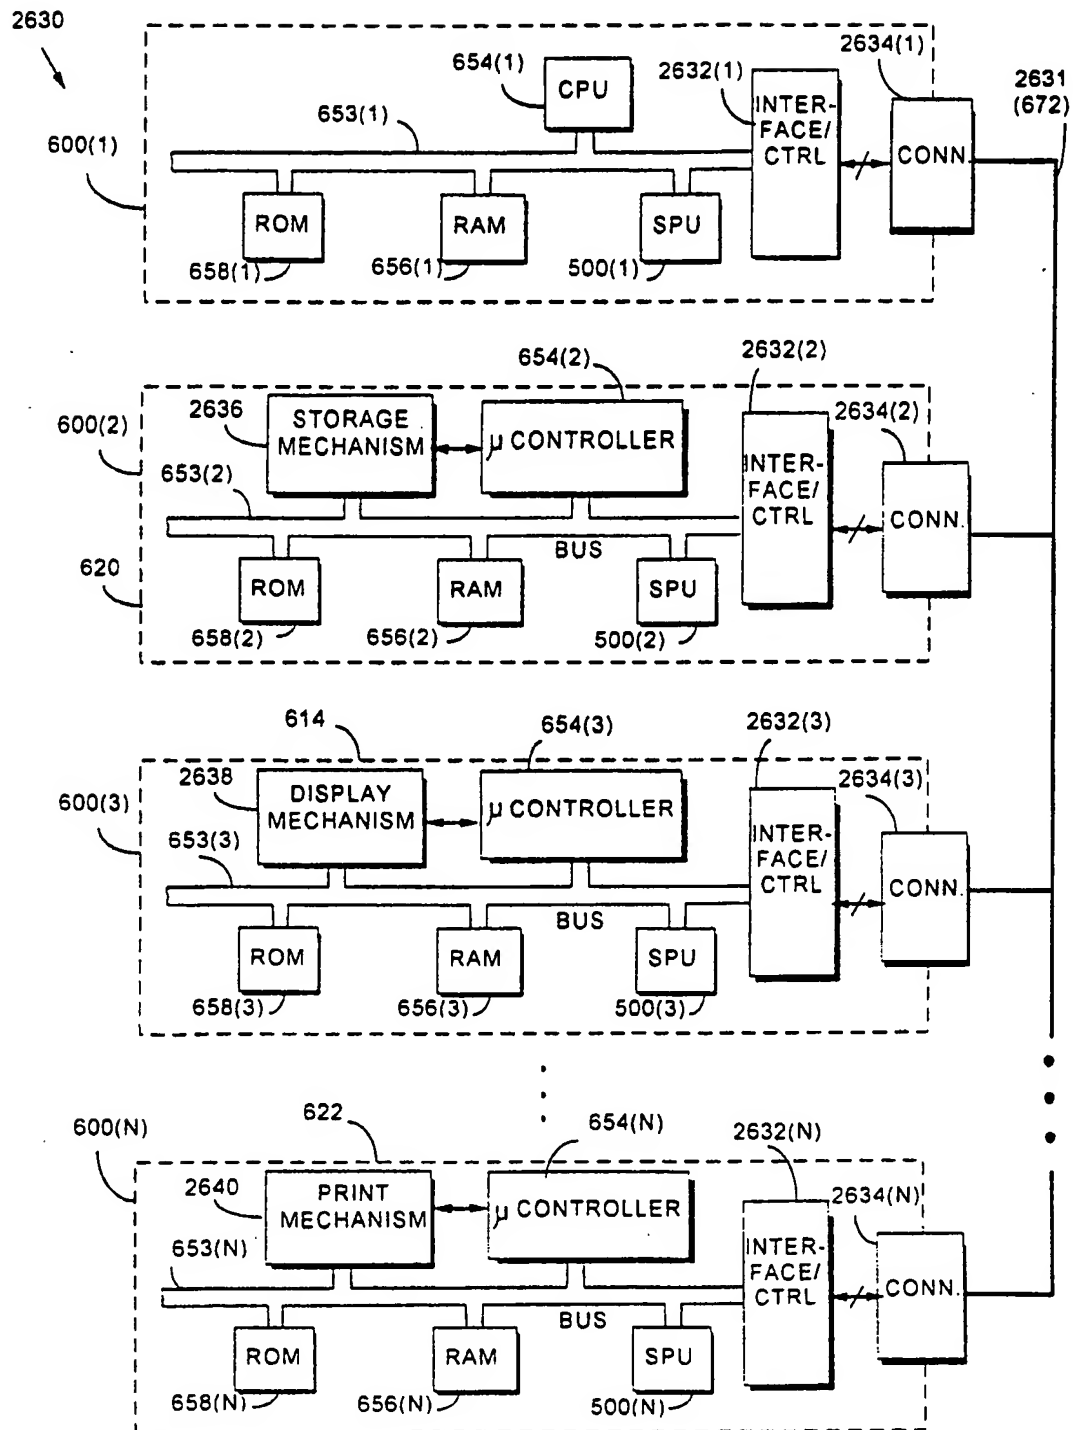 2630
600(1)
653(1)
654(1)
CPU
2632(1)
INTER-
FACE/
CTRL
2634(1)
CONN.
2631
(672)
ROM
658(1)
RAM
656(1)
SPU
500(1)
600(2)
620
2636
STORAGE
MECHANISM
654(2)
µ CONTROLLER
2632(2)
INTER-
FACE/
CTRL
2634(2)
CONN.
653(2)
BUS
ROM
658(2)
RAM
656(2)
SPU
500(2)
614
600(3)
2638
DISPLAY
MECHANISM
654(3)
µ CONTROLLER
2632(3)
INTER-
FACE/
CTRL
2634(3)
CONN.
653(3)
BUS
ROM
658(3)
RAM
656(3)
SPU
500(3)
622
600(N)
2640
PRINT
MECHANISM
654(N)
µ CONTROLLER
2632(N)
INTER-
FACE/
CTRL
2634(N)
CONN.
653(N)
BUS
ROM
658(N)
RAM
656(N)
SPU
500(N)